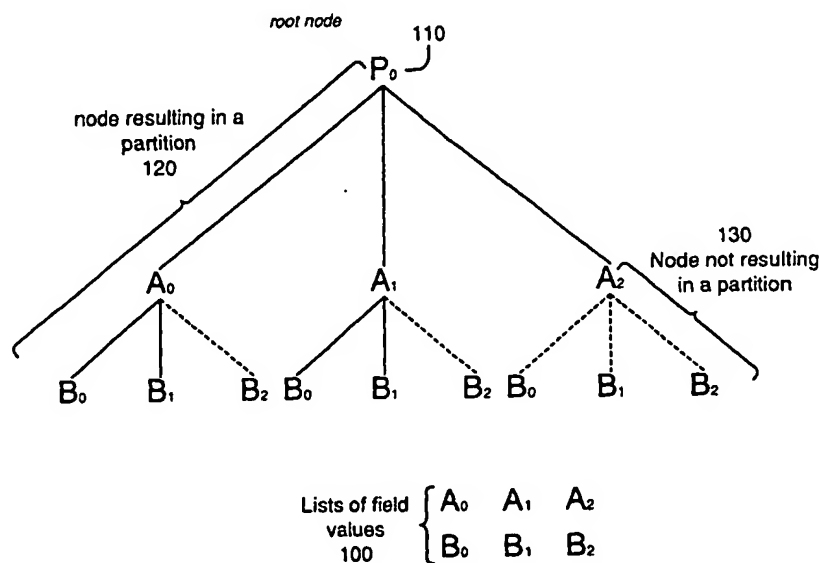 root node
110
P₀
node resulting in a
partition
120
130
Node not resulting
in a partition
A₀ A₁ A₂
B₀ B₁ B₂ B₀ B₁ B₂ B₀ B₁ B₂
Lists of field
values
100
A₀ A₁ A₂
B₀ B₁ B₂